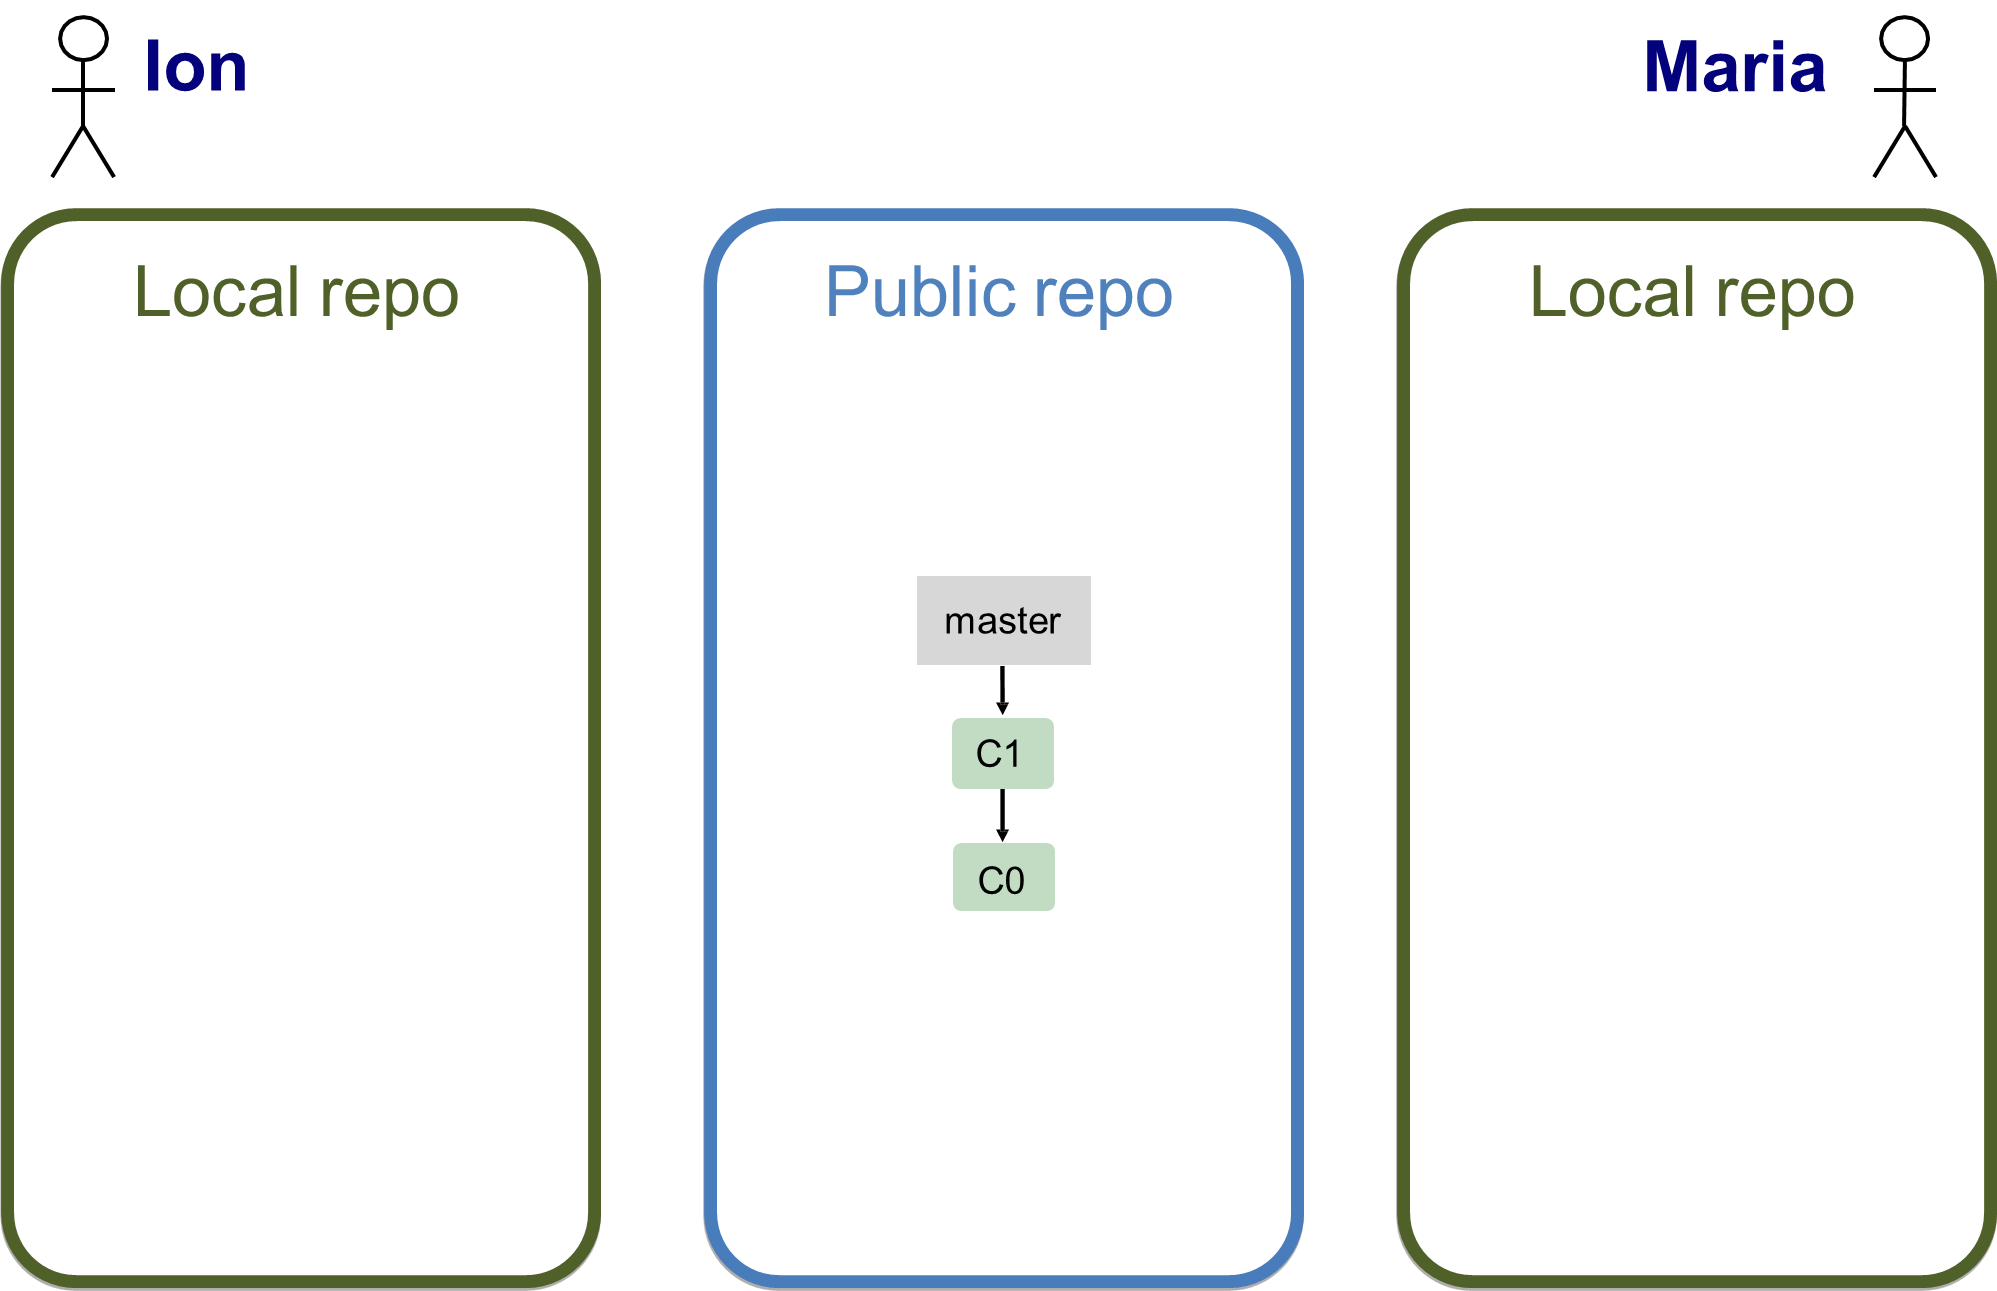 Ion
Maria
Local repo
Public repo
Local repo
master
C1
C0